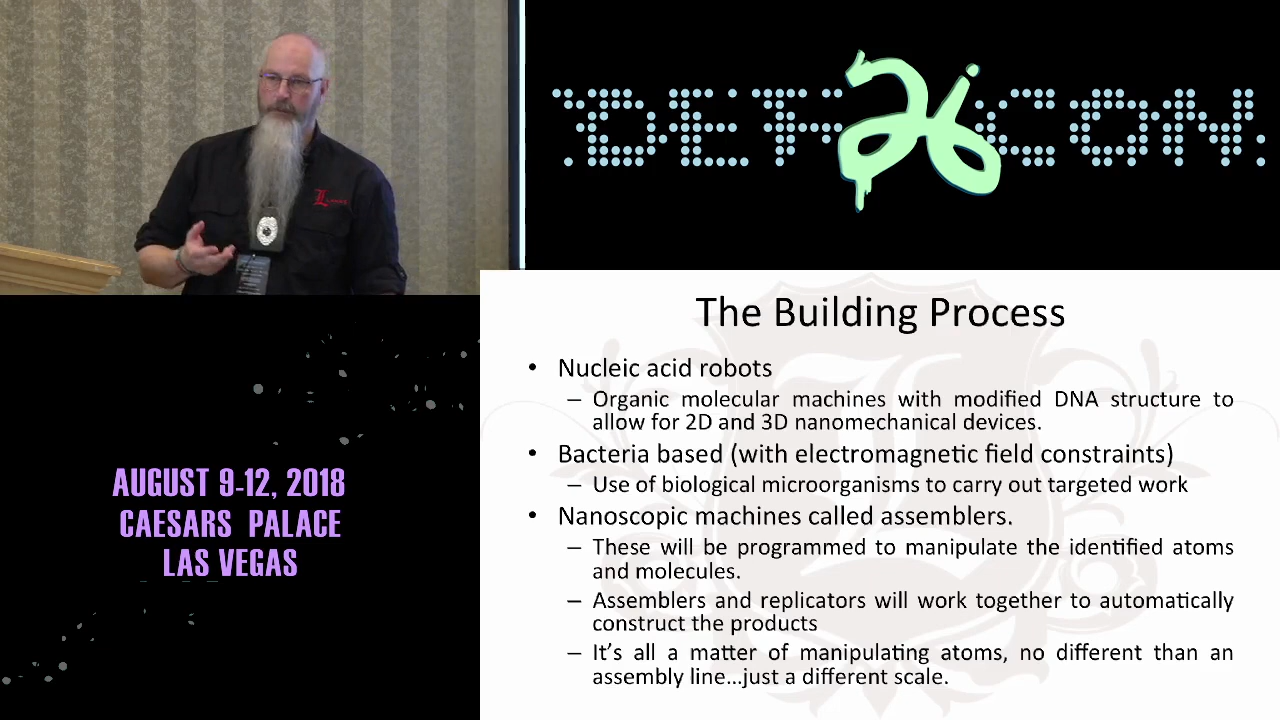 DEF 26 CON
AUGUST 9-12, 2018
CAESARS PALACE
LAS VEGAS
The Building Process
• Nucleic acid robots
– Organic molecular machines with modified DNA structure to
allow for 2D and 3D nanomechanical devices.
• Bacteria based (with electromagnetic field constraints)
– Use of biological microorganisms to carry out targeted work
• Nanoscopic machines called assemblers.
– These will be programmed to manipulate the identified atoms
and molecules.
– Assemblers and replicators will work together to automatically
construct the products
– It’s all a matter of manipulating atoms, no different than an
assembly line…just a different scale.